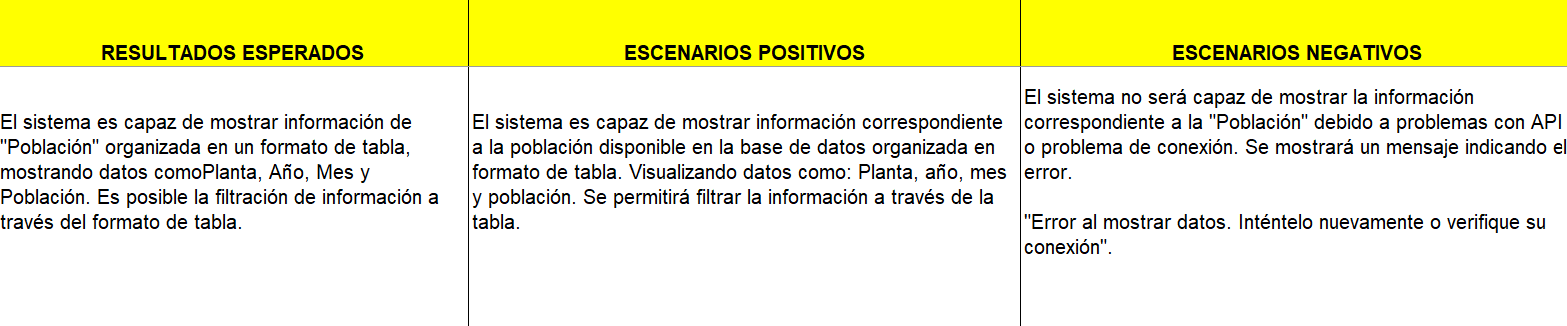 RESULTADOS ESPERADOS
ESCENARIOS POSITIVOS
ESCENARIOS NEGATIVOS
El sistema es capaz de mostrar información de
"Población" organizada en un formato de tabla,
mostrando datos comoPlanta, Año, Mes y
Población. Es posible la filtración de información a
través del formato de tabla.
El sistema es capaz de mostrar información correspondiente
a la población disponible en la base de datos organizada en
formato de tabla. Visualizando datos como: Planta, año, mes
y población. Se permitirá filtrar la información a través de la
tabla.
El sistema no será capaz de mostrar la información
correspondiente a la "Población" debido a problemas con API
o problema de conexión. Se mostrará un mensaje indicando el
error.
"Error al mostrar datos. Inténtelo nuevamente o verifique su
conexión".